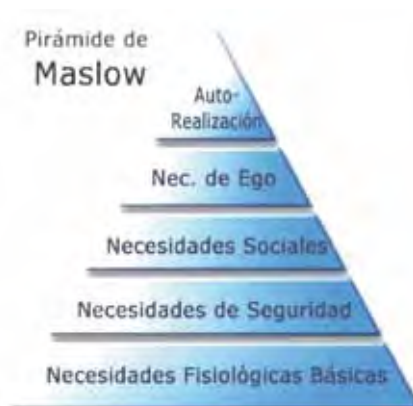 Pirámide de
Maslow
Auto-
Realización
Nec. de Ego
Necesidades Sociales
Necesidades de Seguridad
Necesidades Fisiológicas Básicas